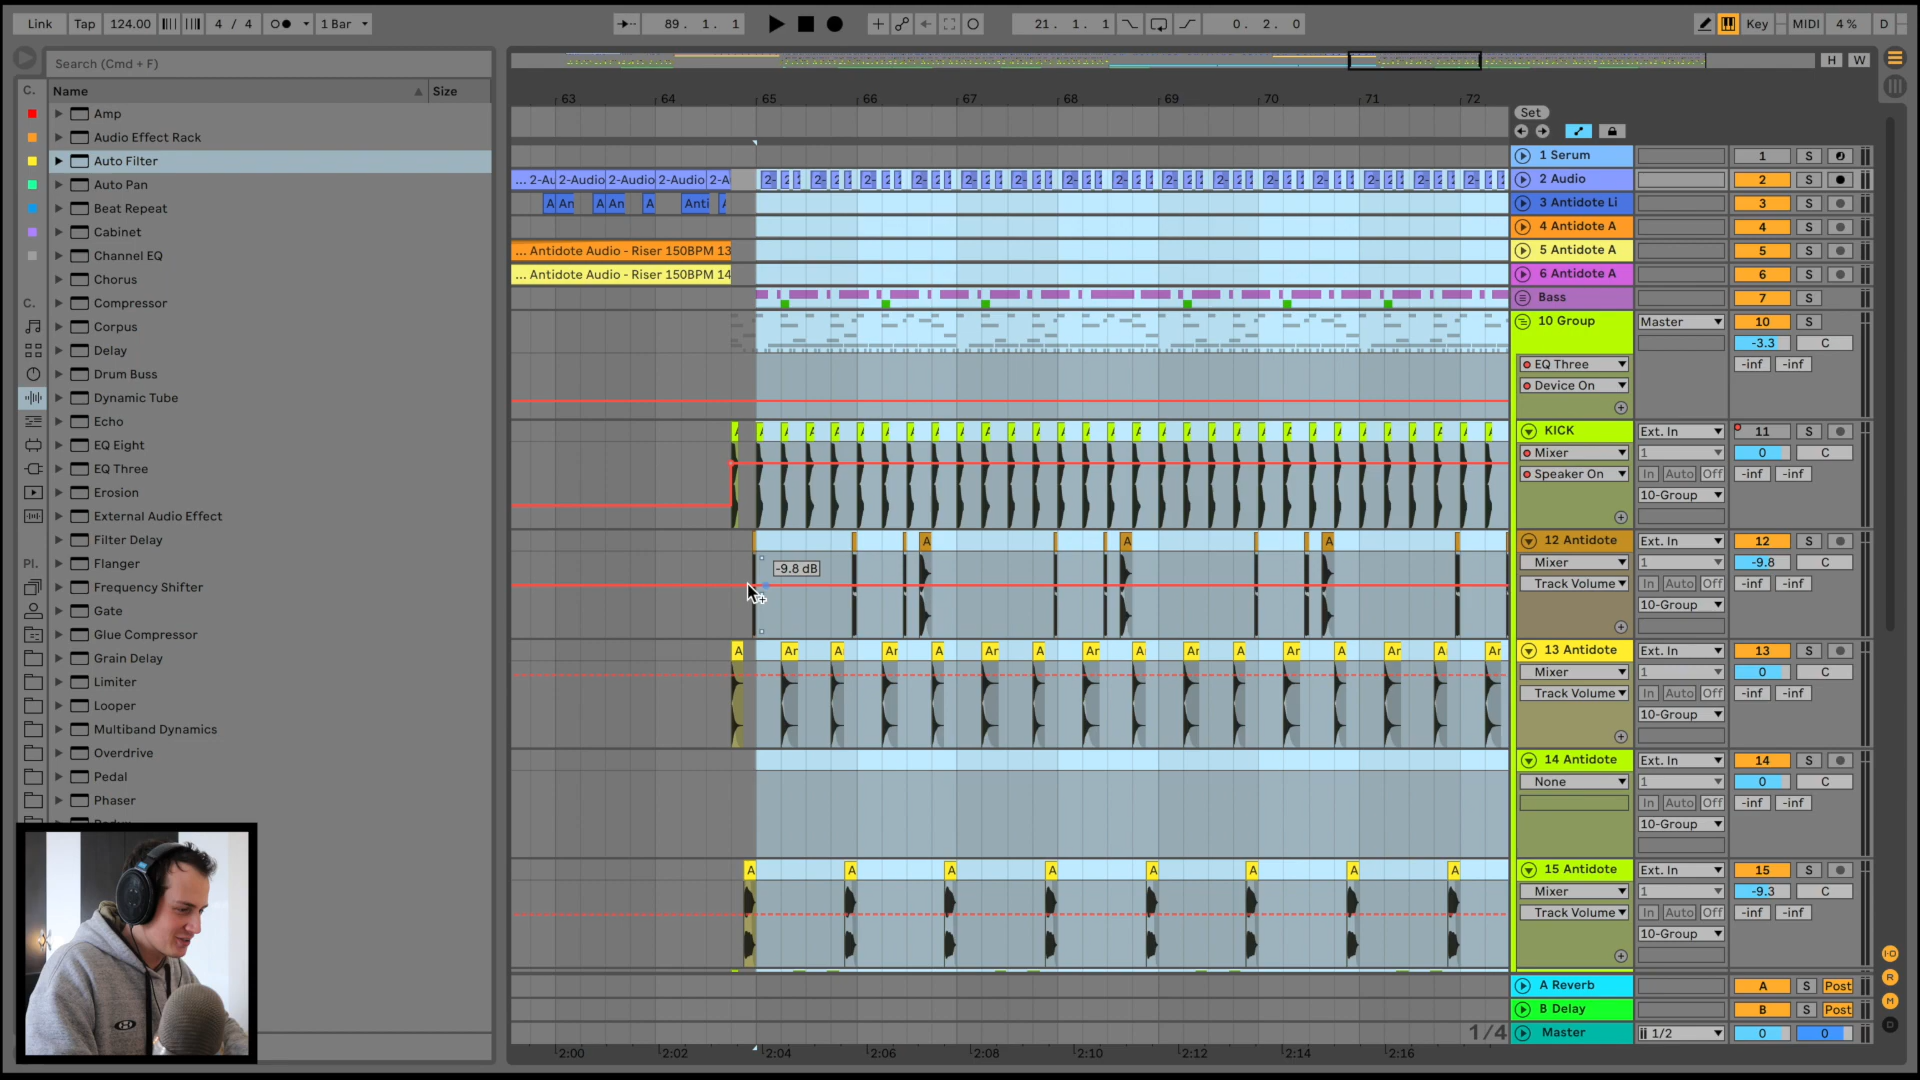 Link Tap 124.00 4 / 4 1 Bar 89. 1. 1 21. 1. 1 0. 2. 0 Key MIDI 4 % D
Search (Cmd + F)
H W
C. Name Size
63 64 65 66 67 68 69 70 71 72
Set
Amp
Audio Effect Rack
Auto Filter
Auto Pan
Beat Repeat
Cabinet
Channel EQ
Chorus
Compressor
Corpus
Delay
Drum Buss
Dynamic Tube
Echo
EQ Eight
EQ Three
Erosion
External Audio Effect
Filter Delay
Flanger
Frequency Shifter
Gate
Glue Compressor
Grain Delay
Limiter
Looper
Multiband Dynamics
Overdrive
Pedal
Phaser
C.
Pl.
... 2-Au 2-Audio 2-Audio 2-Audio 2-A
A An A An A Anti
... Antidote Audio - Riser 150BPM 13
... Antidote Audio - Riser 150BPM 14
-9.8 dB
1 Serum 1 S
2 Audio 2 S
3 Antidote Li 3 S
4 Antidote A 4 S
5 Antidote A 5 S
6 Antidote A 6 S
Bass 7 S
10 Group Master 10 S
-3.3 C
EQ Three -inf -inf
Device On
KICK Ext. In 11 S
Mixer 1 0 C
Speaker On In Auto Off -inf -inf
10-Group
12 Antidote Ext. In 12 S
Mixer 1 -9.8 C
Track Volume In Auto Off -inf -inf
10-Group
13 Antidote Ext. In 13 S
Mixer 1 0 C
Track Volume In Auto Off -inf -inf
10-Group
14 Antidote Ext. In 14 S
None 1 0 C
In Auto Off -inf -inf
10-Group
15 Antidote Ext. In 15 S
Mixer 1 -9.3 C
Track Volume In Auto Off -inf -inf
10-Group
A Reverb A S Post
B Delay B S Post
1/4 Master 1/2 0 0
2:00 2:02 2:04 2:06 2:08 2:10 2:12 2:14 2:16
I·O
R
M
D